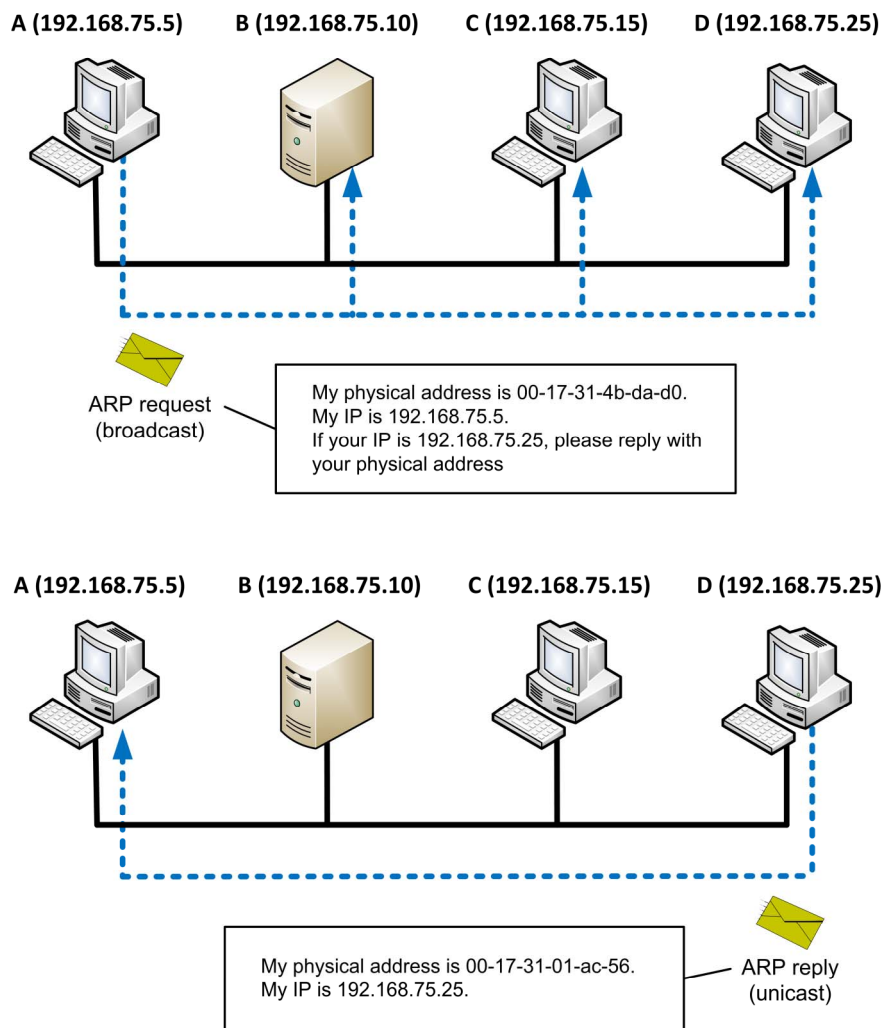 A (192.168.75.5) B (192.168.75.10) C (192.168.75.15) D (192.168.75.25)
ARP request
(broadcast)
My physical address is 00-17-31-4b-da-d0.
My IP is 192.168.75.5.
If your IP is 192.168.75.25, please reply with
your physical address
A (192.168.75.5) B (192.168.75.10) C (192.168.75.15) D (192.168.75.25)
My physical address is 00-17-31-01-ac-56.
My IP is 192.168.75.25.
ARP reply
(unicast)